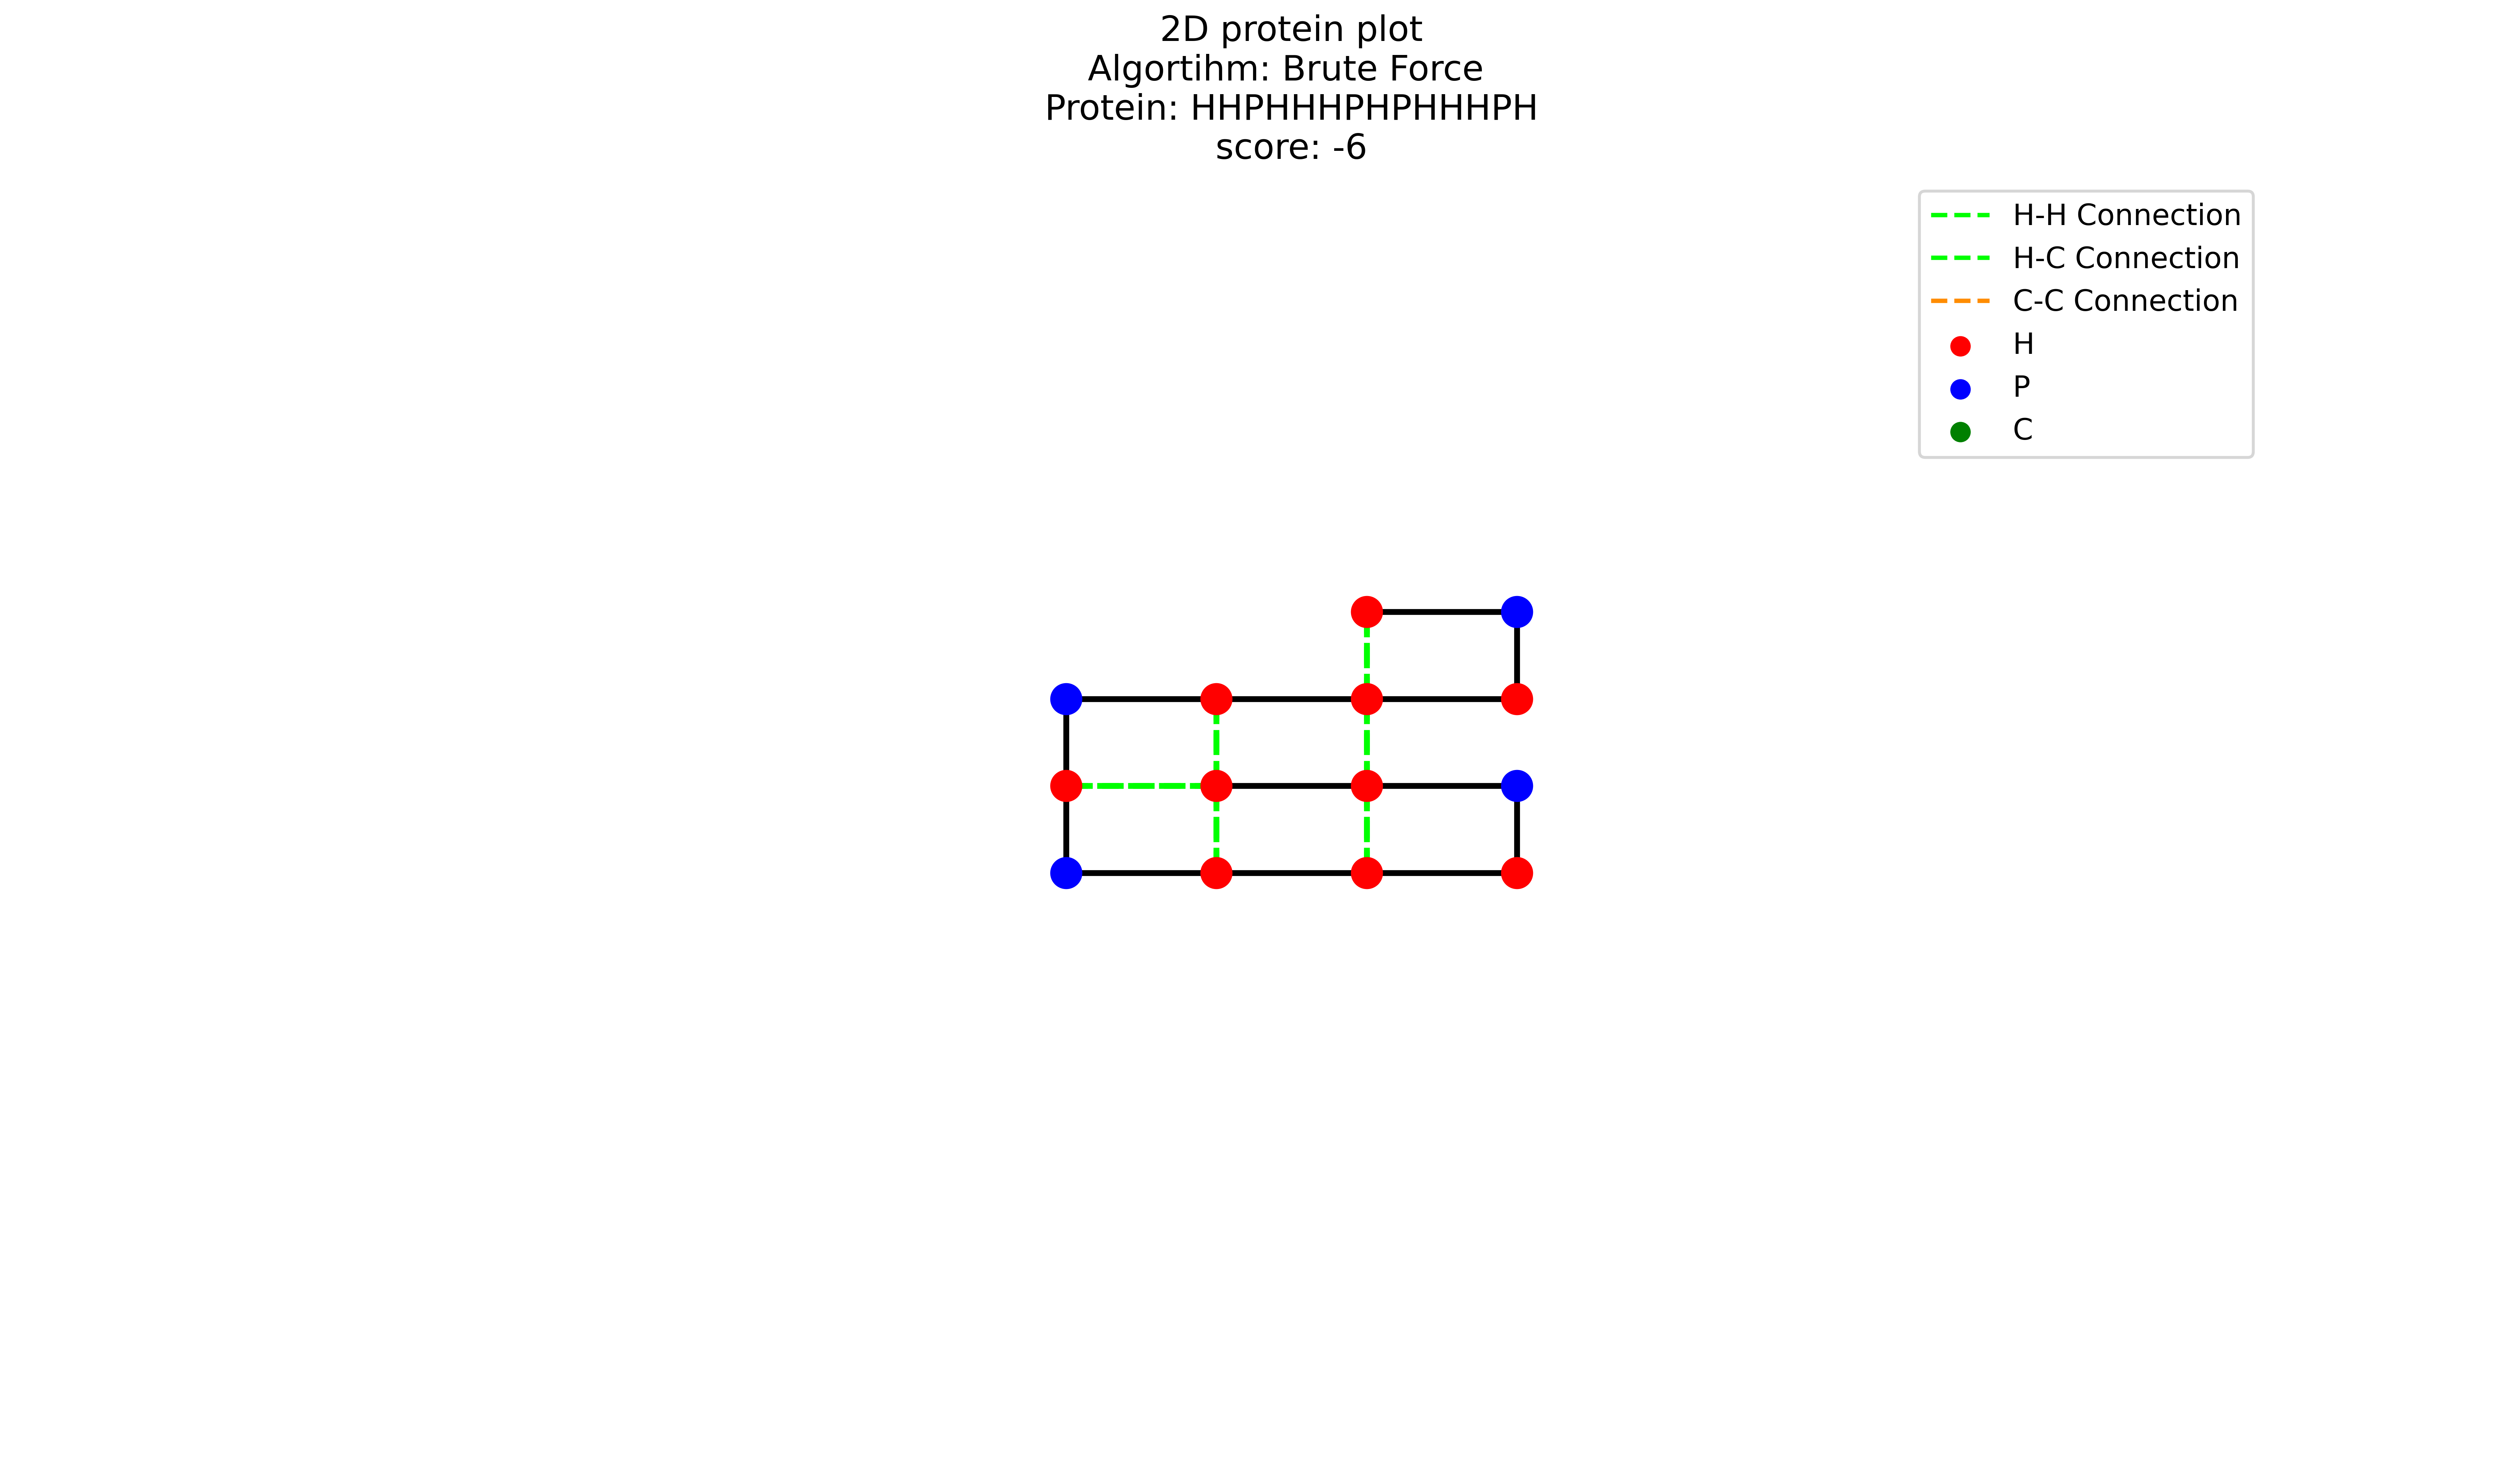 2D protein plot
Algortihm: Brute Force
Protein: HHPHHHPHPHHHPH
score: -6
H-H Connection
H-C Connection
C-C Connection
H
P
C